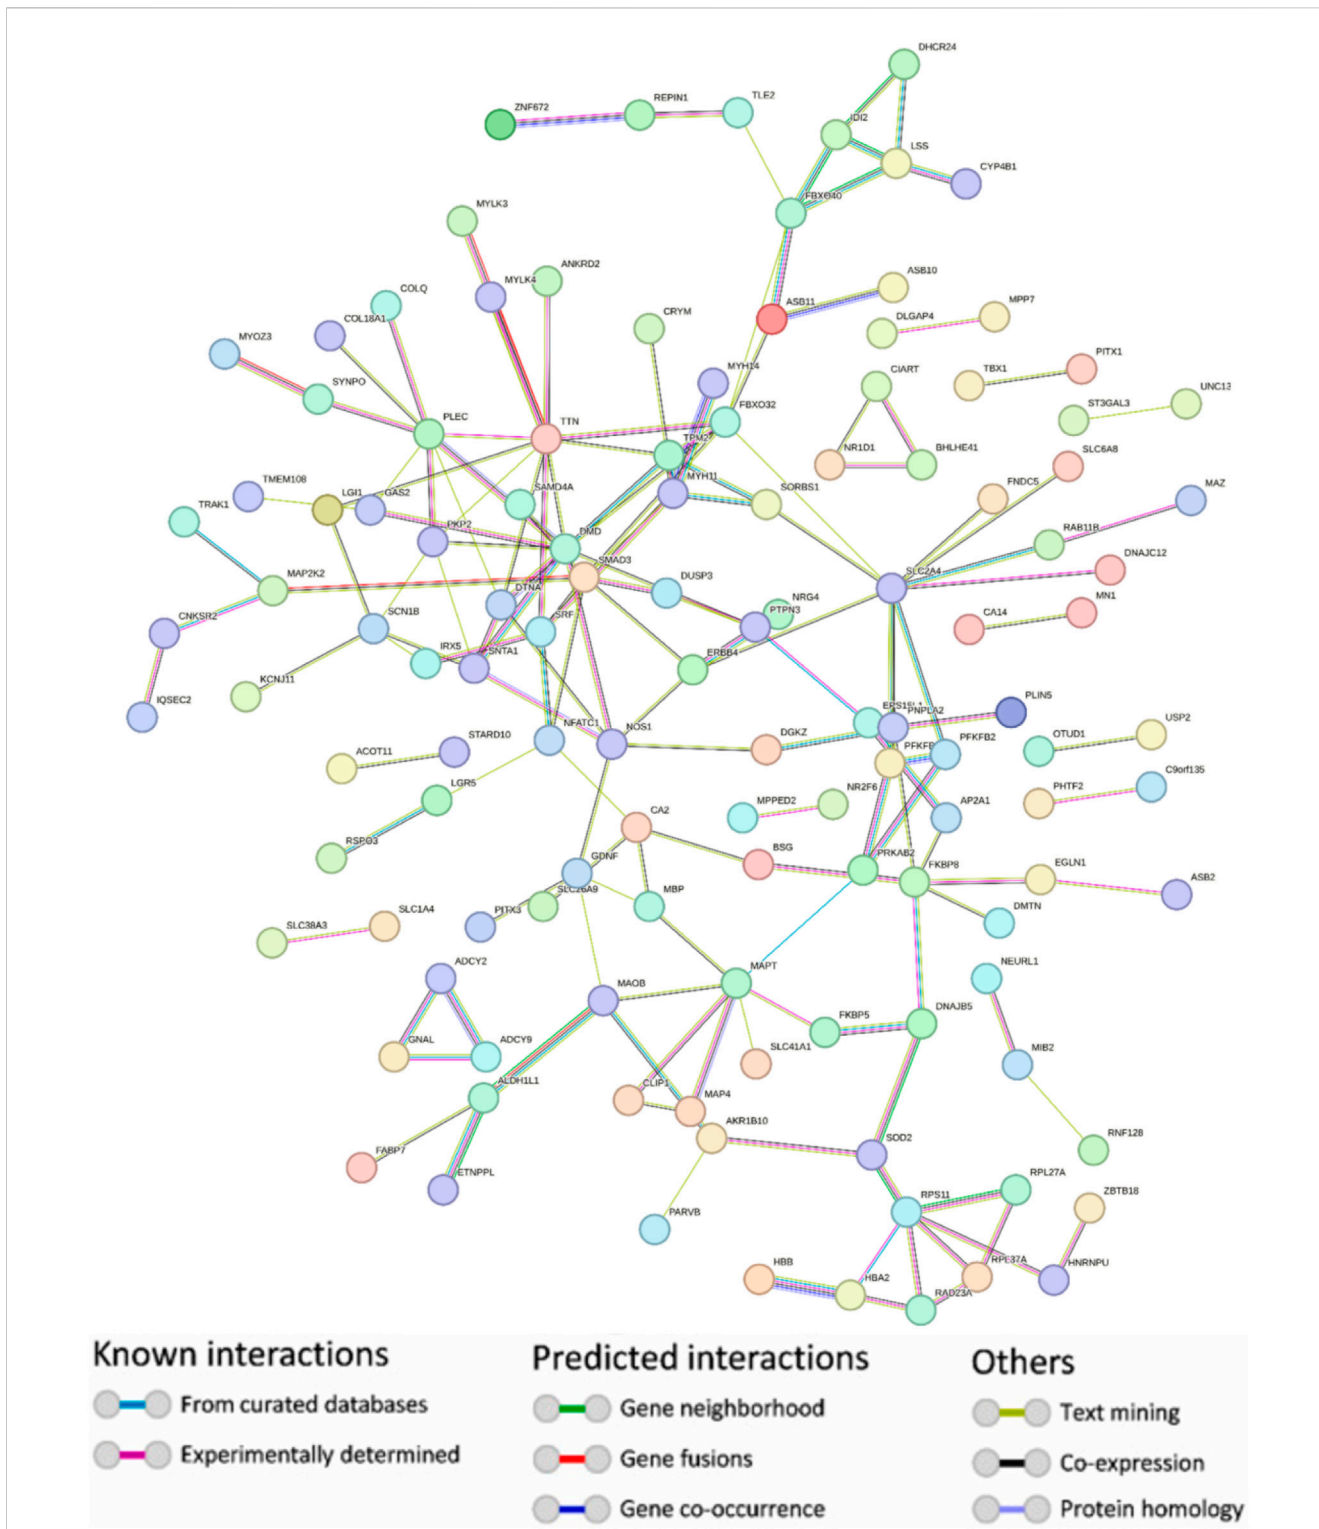 DHCR24
ZNF672
REPIN1
TLE2
IDI2
LSS
CYP4B1
FBXO40
MYLK3
ANKRD2
MYLK4
COLQ
COL18A1
MYOZ3
SYNPO
CRYM
ASB11
ASB10
DLGAP4
MPP7
MYH14
CIART
TBX1
PITX1
UNC13
ST3GAL3
PLEC
TTN
FBXO32
TPM2
NR1D1
BHLHE41
SLC6A8
MYH11
SORBS1
FNDC5
MAZ
TMEM108
LGI1
GAS2
SAMD4A
TRAK1
PKP2
DMD
RAB11B
SMAD3
SLC2A4
DNAJC12
MAP2K2
DTNA
DUSP3
NRG4
PTPN3
CA14
MN1
CNKSR2
SCN1B
SRF
IRX5
SNTA1
ERBB4
KCNJ11
IQSEC2
NFATC1
NOS1
DGKZ
PNPLA2
PLIN5
ACOT11
STARD10
PFKFB2
OTUD1
USP2
LGR5
MPPED2
NR2F6
AP2A1
PHTF2
C9orf135
RSPO3
CA2
BSG
PRKAB2
FKBP8
EGLN1
ASB2
GDNF
SLC26A9
MBP
PITX3
DMTN
SLC38A3
SLC1A4
ADCY2
MAPT
NEURL1
MAOB
FKBP5
DNAJB5
GNAL
ADCY9
SLC41A1
MIB2
ALDH1L1
CLIP1
MAP4
AKR1B10
SOD2
RNF128
FABP7
ETNPPL
PARVB
RPS11
RPL27A
ZBTB18
HBB
HBA2
RAD23A
RPL37A
HNRNPU
Known interactions
From curated databases
Experimentally determined
Predicted interactions
Gene neighborhood
Gene fusions
Gene co-occurrence
Others
Text mining
Co-expression
Protein homology